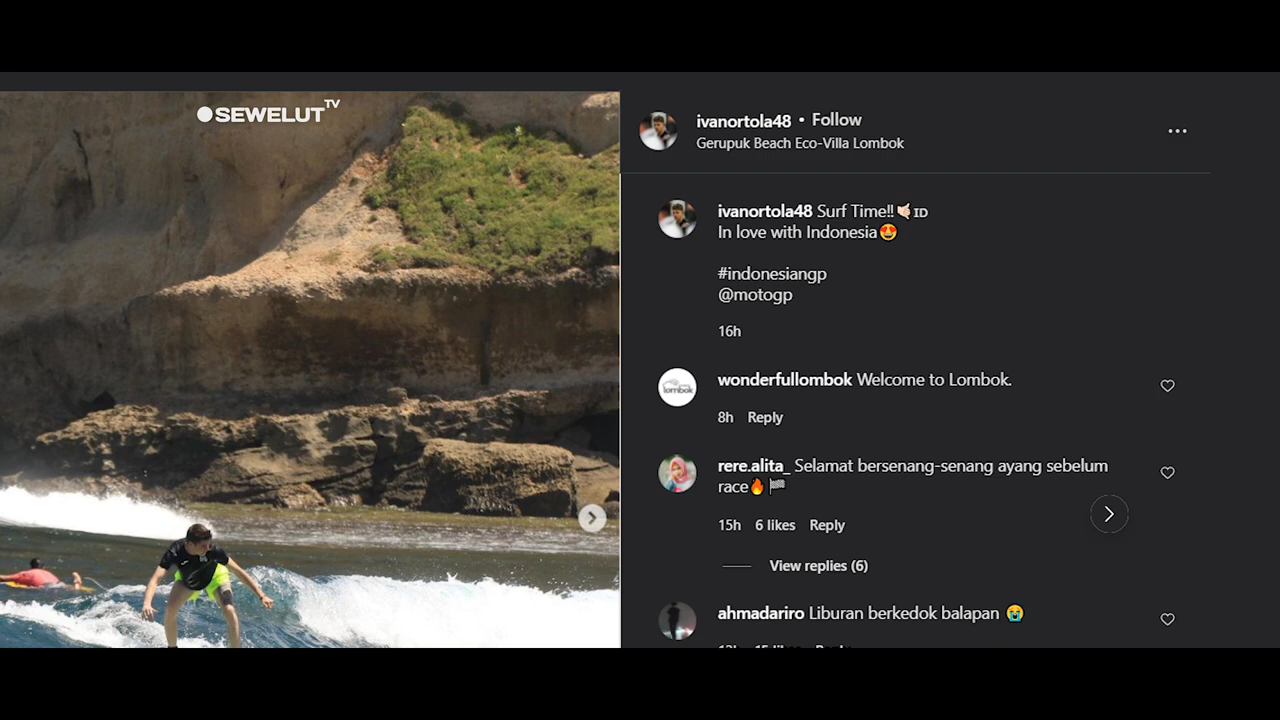 SEWELUT TV
ivanortola48 • Follow
Gerupuk Beach Eco-Villa Lombok
ivanortola48 Surf Time!!🤙🏻 ID
In love with Indonesia😍
#indonesiangp
@motogp
16h
lombok
wonderfullombok Welcome to Lombok.
8h Reply
rere.alita_ Selamat bersenang-senang ayang sebelum
race🔥🏁
15h 6 likes Reply
View replies (6)
ahmadariro Liburan berkedok balapan 😭